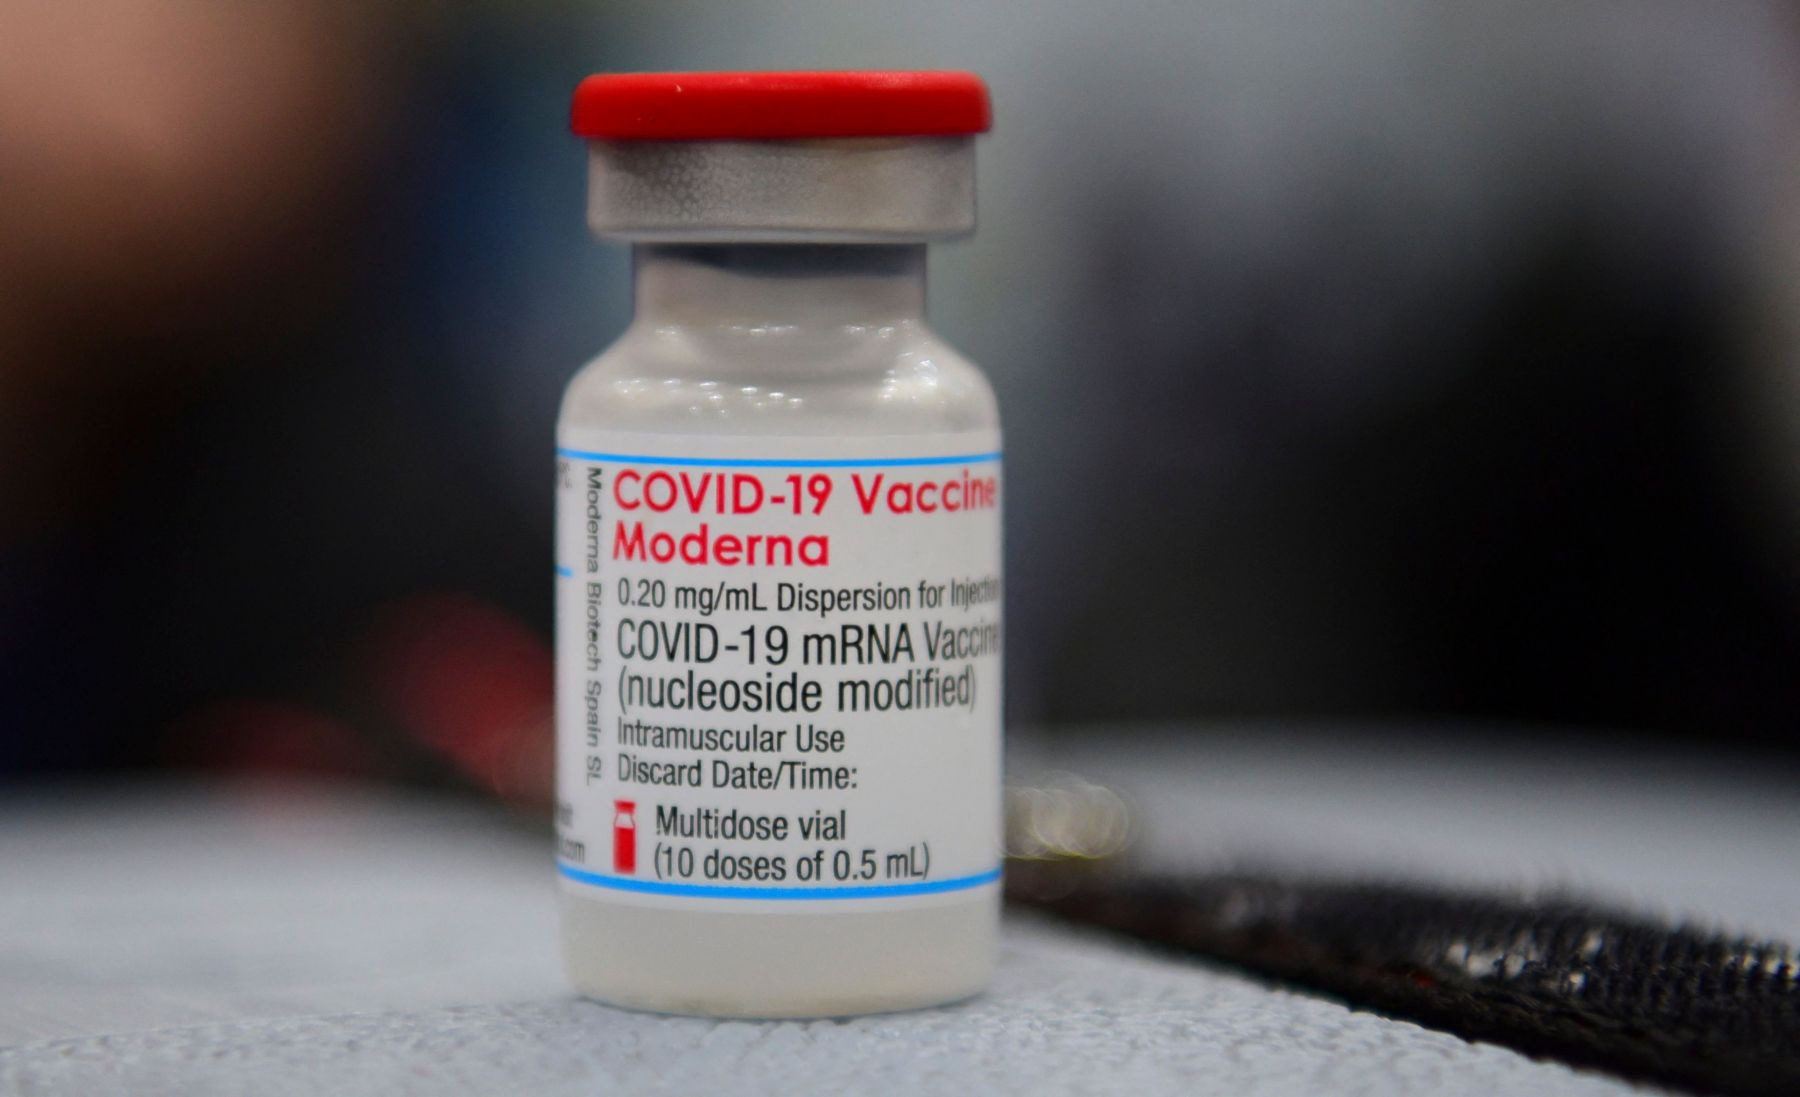 COVID-19 Vaccine
Moderna
0.20 mg/mL Dispersion for Injection
COVID-19 mRNA Vaccine
(nucleoside modified)
Intramuscular Use
Discard Date/Time:
Multidose vial
(10 doses of 0.5 mL)
Moderna Biotech Spain SL
.com